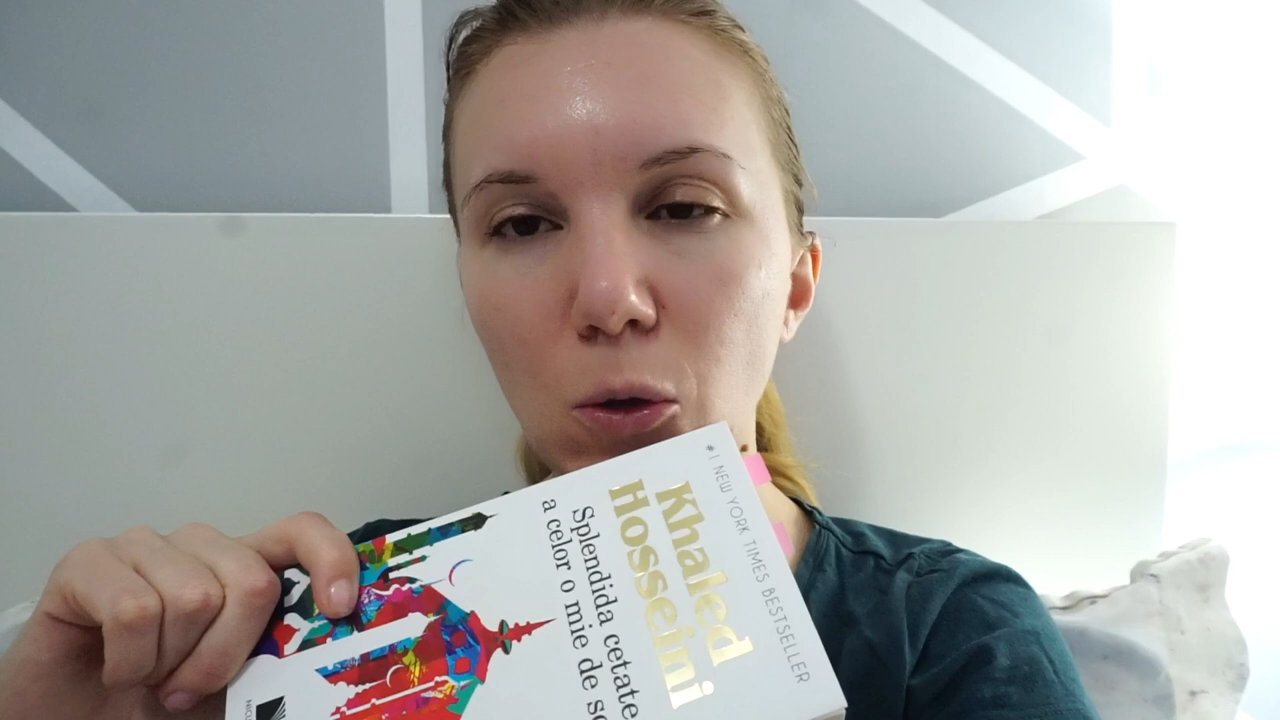 #1 NEW YORK TIMES BESTSELLER
Khaled
Hosseini
Splendida cetate
a celor o mie de